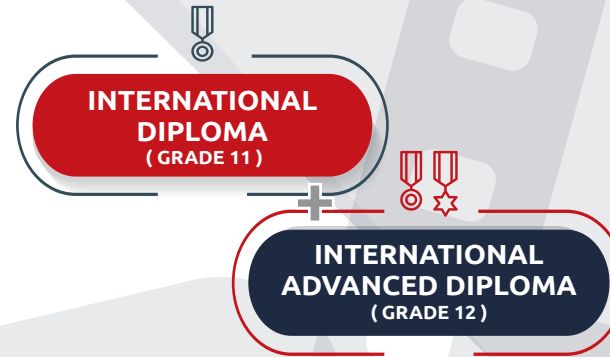 INTERNATIONAL
DIPLOMA
( GRADE 11 )
INTERNATIONAL
ADVANCED DIPLOMA
( GRADE 12 )